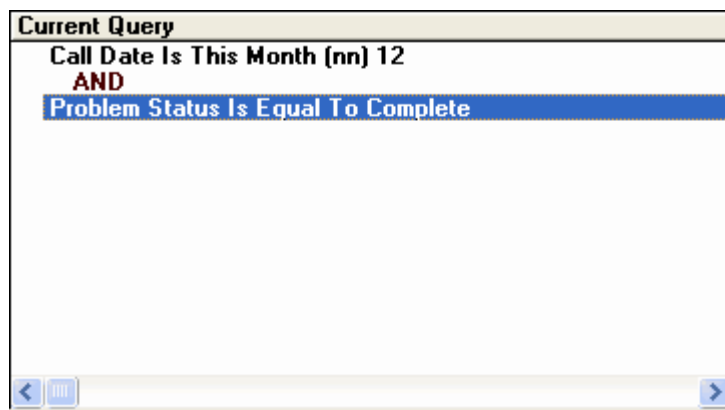 Current Query
Call Date Is This Month (nn) 12
AND
Problem Status Is Equal To Complete